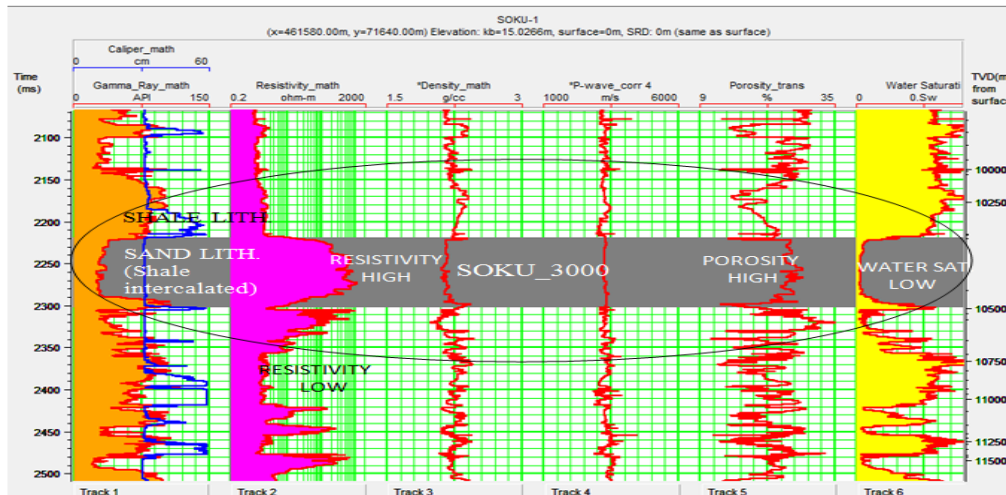 SOKU-1
(x=461580.00m, y=71640.00m) Elevation: kb=15.0266m, surface=0m, SRD: 0m (same as surface)
Caliper_math
0 cm 60
Time
(ms)
Gamma_Ray_math Resistivity_math *Density_math *P-wave_corr 4 Porosity_trans Water Saturati
0 API 150 0.2 ohm-m 2000 1.5 g/cc 3 1000 m/s 6000 9 % 35 0 0.Sw
TVD(m
from
surface
2100
2150 10000
2200 SHALE LITH 10250
SAND LITH.
(Shale
intercalated)
RESISTIVITY
HIGH
SOKU_3000
POROSITY
HIGH
WATER SAT
LOW
2250
2300 10500
2350 10750
RESISTIVITY
LOW
2400 11000
2450 11250
2500 11500
Track 1 Track 2 Track 3 Track 4 Track 5 Track 6